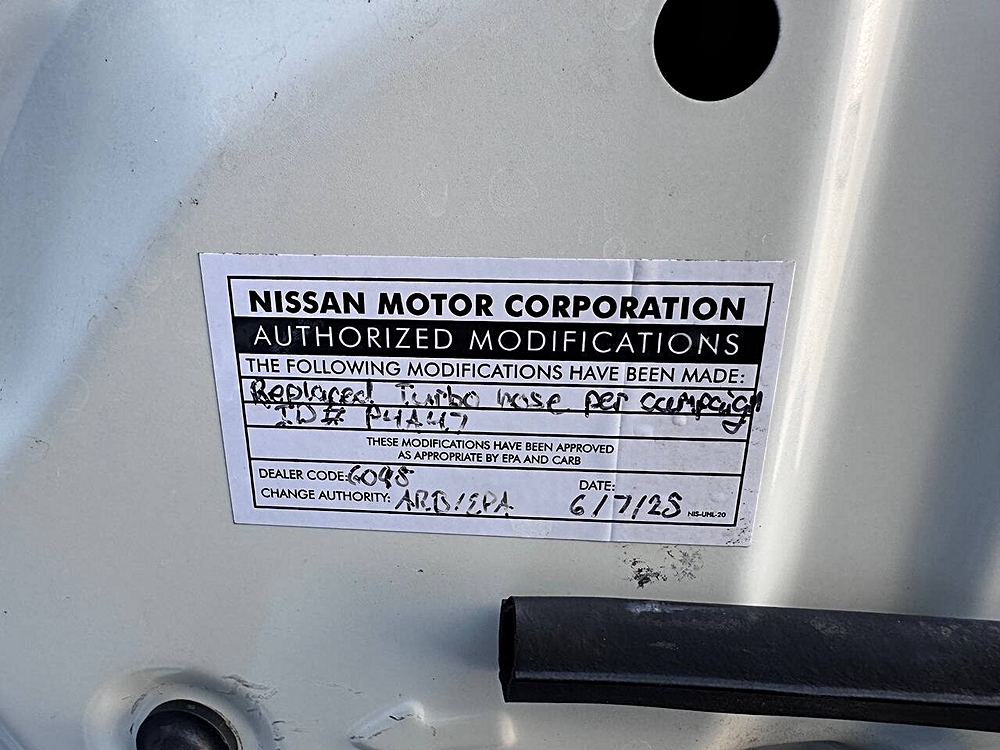 NISSAN MOTOR CORPORATION
AUTHORIZED MODIFICATIONS
THE FOLLOWING MODIFICATIONS HAVE BEEN MADE:
Replaced Turbo hose per campaign
ID# P4A47
THESE MODIFICATIONS HAVE BEEN APPROVED
AS APPROPRIATE BY EPA AND CARB
DEALER CODE: 6098
DATE: 6/7/25
CHANGE AUTHORITY: ARB/EPA
NIS-UHL-20